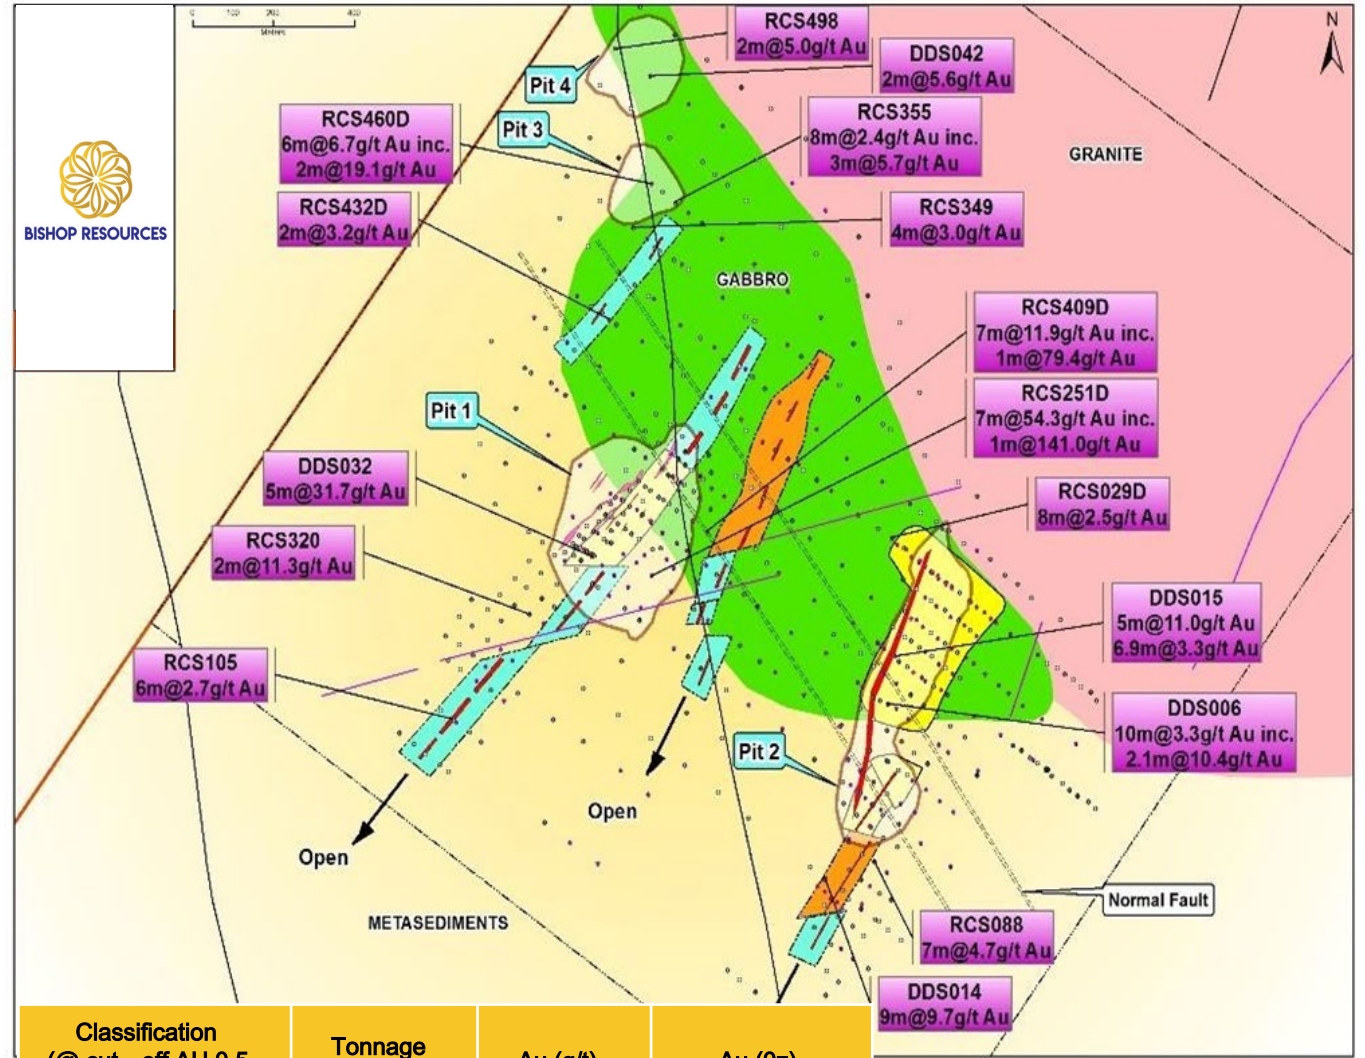 0 100 200 400
Meters
N
BISHOP RESOURCES
RCS498
2m@5.0g/t Au
DDS042
2m@5.6g/t Au
Pit 4
Pit 3
RCS460D
6m@6.7g/t Au inc.
2m@19.1g/t Au
RCS355
8m@2.4g/t Au inc.
3m@5.7g/t Au
GRANITE
RCS432D
2m@3.2g/t Au
RCS349
4m@3.0g/t Au
GABBRO
RCS409D
7m@11.9g/t Au inc.
1m@79.4g/t Au
RCS251D
7m@54.3g/t Au inc.
1m@141.0g/t Au
Pit 1
DDS032
5m@31.7g/t Au
RCS029D
8m@2.5g/t Au
RCS320
2m@11.3g/t Au
DDS015
5m@11.0g/t Au
6.9m@3.3g/t Au
RCS105
6m@2.7g/t Au
DDS006
10m@3.3g/t Au inc.
2.1m@10.4g/t Au
Pit 2
Open
Open
Normal Fault
METASEDIMENTS
RCS088
7m@4.7g/t Au
DDS014
9m@9.7g/t Au
Classification
Tonnage
Au (g/t)